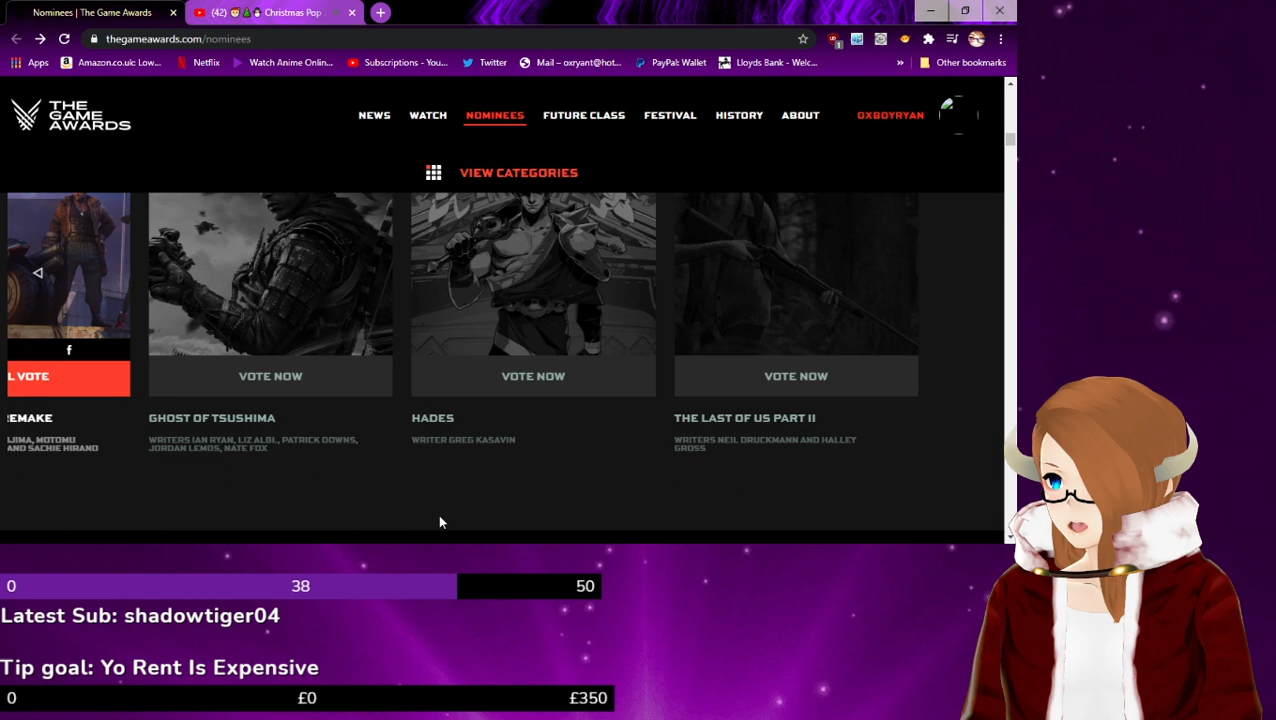 Nominees | The Game Awards
(42) Christmas Pop
thegameawards.com/nominees
Apps
Amazon.co.uk: Low...
Netflix
Watch Anime Onlin...
Subscriptions - You...
Twitter
Mail – oxryant@hot...
PayPal: Wallet
Lloyds Bank - Welc...
»
Other bookmarks
THE GAME AWARDS
NEWS
WATCH
NOMINEES
FUTURE CLASS
FESTIVAL
HISTORY
ABOUT
OXBOYRYAN
VIEW CATEGORIES
L VOTE
VOTE NOW
VOTE NOW
VOTE NOW
REMAKE
GHOST OF TSUSHIMA
HADES
THE LAST OF US PART II
JIMA, MOTOMU
AND SACHIE HIRANO
WRITERS IAN RYAN, LIZ ALBL, PATRICK DOWNS,
JORDAN LEMOS, NATE FOX
WRITER GREG KASAVIN
WRITERS NEIL DRUCKMANN AND HALLEY
GROSS
0 38 50
Latest Sub: shadowtiger04
Tip goal: Yo Rent Is Expensive
0 £0 £350